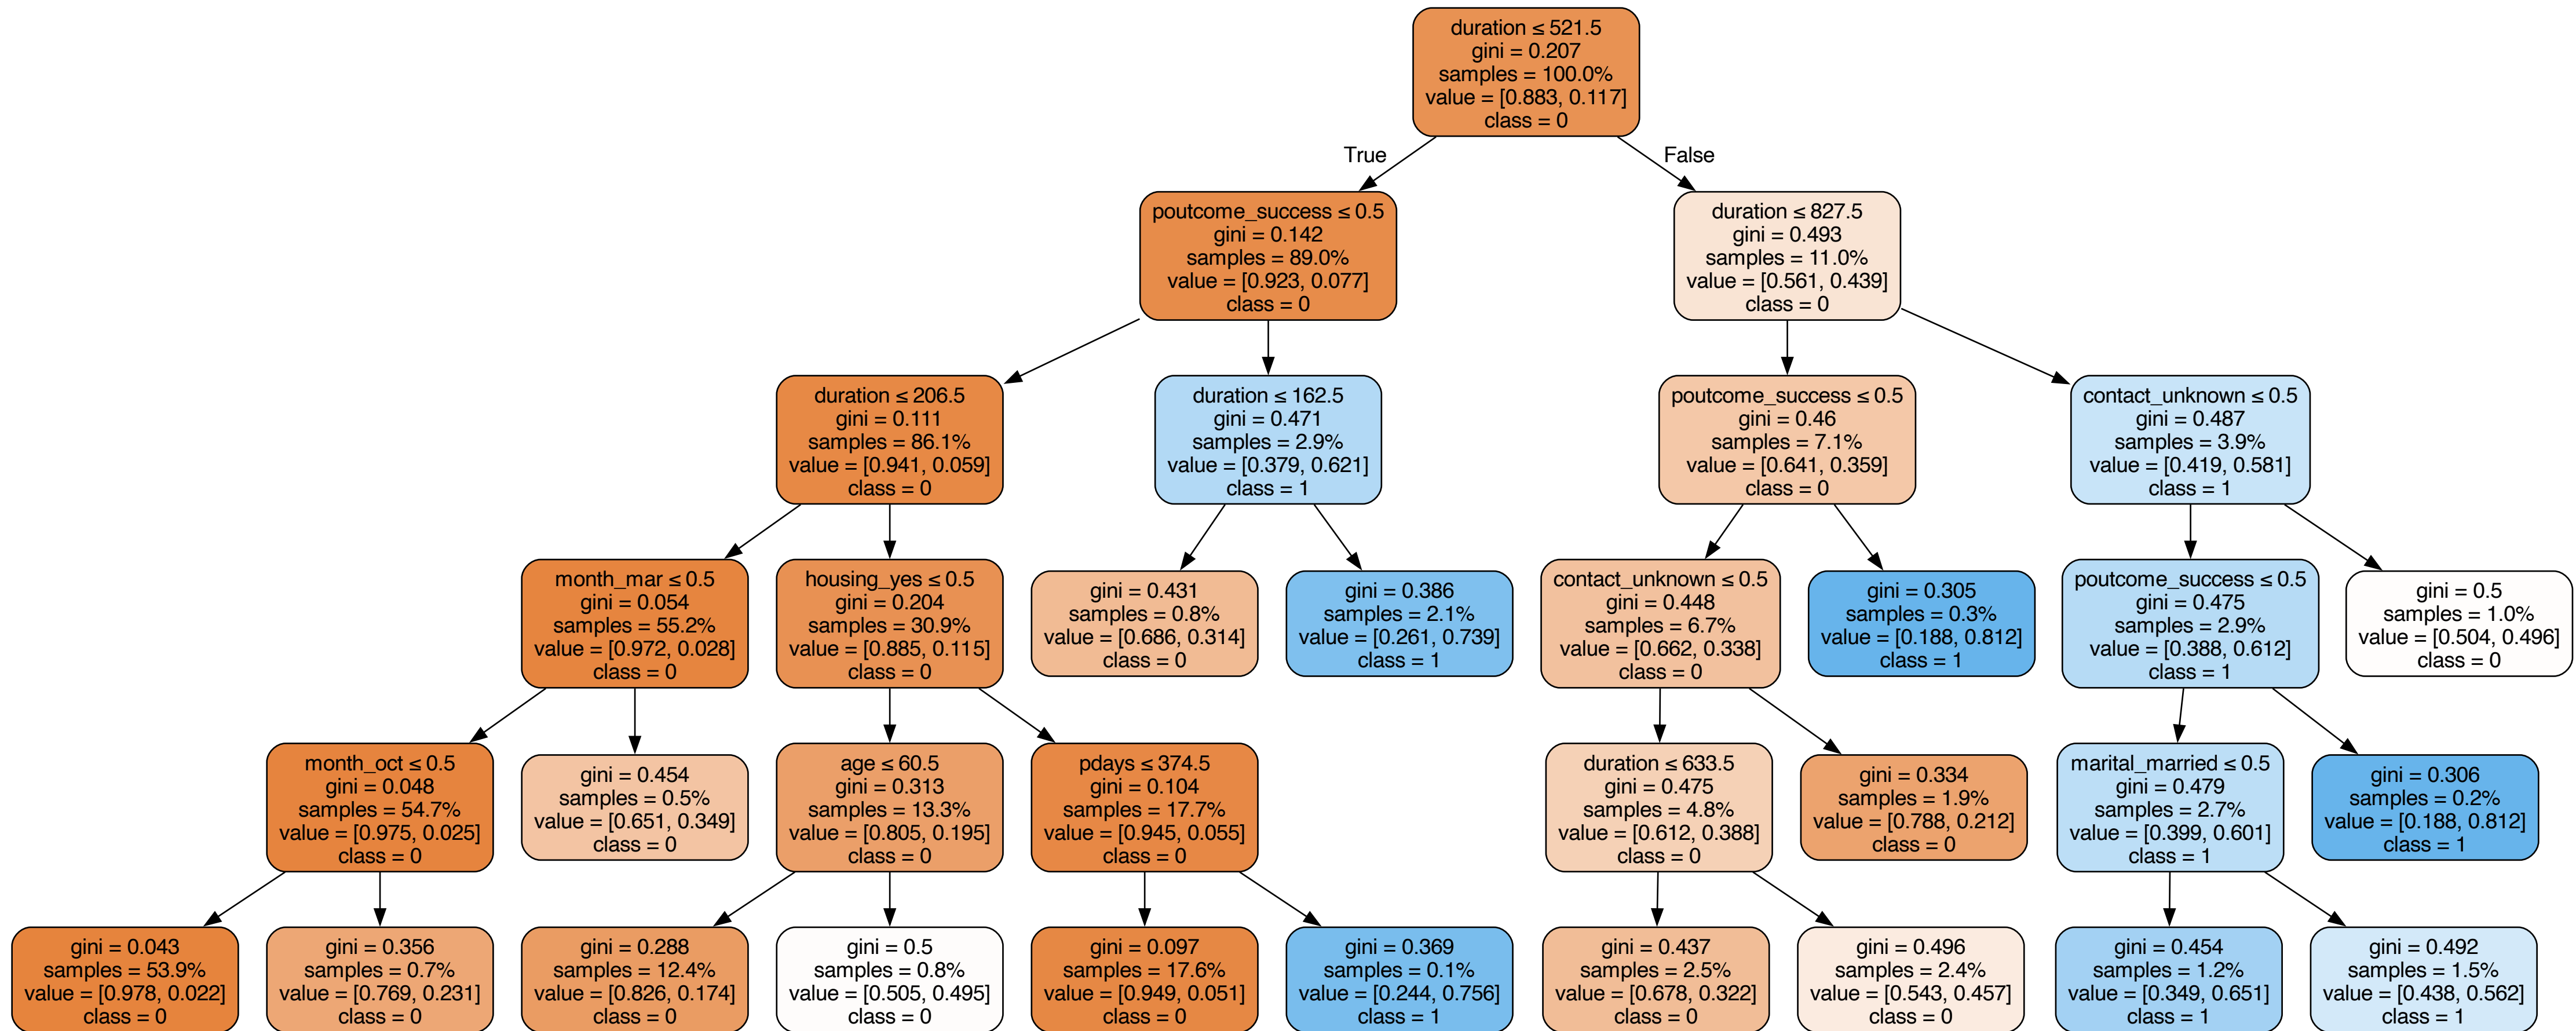 duration ≤ 521.5
gini = 0.207
samples = 100.0%
value = [0.883, 0.117]
class = 0
True
False
poutcome_success ≤ 0.5
gini = 0.142
samples = 89.0%
value = [0.923, 0.077]
class = 0
duration ≤ 827.5
gini = 0.493
samples = 11.0%
value = [0.561, 0.439]
class = 0
duration ≤ 206.5
gini = 0.111
samples = 86.1%
value = [0.941, 0.059]
class = 0
duration ≤ 162.5
gini = 0.471
samples = 2.9%
value = [0.379, 0.621]
class = 1
poutcome_success ≤ 0.5
gini = 0.46
samples = 7.1%
value = [0.641, 0.359]
class = 0
contact_unknown ≤ 0.5
gini = 0.487
samples = 3.9%
value = [0.419, 0.581]
class = 1
month_mar ≤ 0.5
gini = 0.054
samples = 55.2%
value = [0.972, 0.028]
class = 0
housing_yes ≤ 0.5
gini = 0.204
samples = 30.9%
value = [0.885, 0.115]
class = 0
gini = 0.431
samples = 0.8%
value = [0.686, 0.314]
class = 0
gini = 0.386
samples = 2.1%
value = [0.261, 0.739]
class = 1
contact_unknown ≤ 0.5
gini = 0.448
samples = 6.7%
value = [0.662, 0.338]
class = 0
gini = 0.305
samples = 0.3%
value = [0.188, 0.812]
class = 1
poutcome_success ≤ 0.5
gini = 0.475
samples = 2.9%
value = [0.388, 0.612]
class = 1
gini = 0.5
samples = 1.0%
value = [0.504, 0.496]
class = 0
month_oct ≤ 0.5
gini = 0.048
samples = 54.7%
value = [0.975, 0.025]
class = 0
gini = 0.454
samples = 0.5%
value = [0.651, 0.349]
class = 0
age ≤ 60.5
gini = 0.313
samples = 13.3%
value = [0.805, 0.195]
class = 0
pdays ≤ 374.5
gini = 0.104
samples = 17.7%
value = [0.945, 0.055]
class = 0
duration ≤ 633.5
gini = 0.475
samples = 4.8%
value = [0.612, 0.388]
class = 0
gini = 0.334
samples = 1.9%
value = [0.788, 0.212]
class = 0
marital_married ≤ 0.5
gini = 0.479
samples = 2.7%
value = [0.399, 0.601]
class = 1
gini = 0.306
samples = 0.2%
value = [0.188, 0.812]
class = 1
gini = 0.043
samples = 53.9%
value = [0.978, 0.022]
class = 0
gini = 0.356
samples = 0.7%
value = [0.769, 0.231]
class = 0
gini = 0.288
samples = 12.4%
value = [0.826, 0.174]
class = 0
gini = 0.5
samples = 0.8%
value = [0.505, 0.495]
class = 0
gini = 0.097
samples = 17.6%
value = [0.949, 0.051]
class = 0
gini = 0.369
samples = 0.1%
value = [0.244, 0.756]
class = 1
gini = 0.437
samples = 2.5%
value = [0.678, 0.322]
class = 0
gini = 0.496
samples = 2.4%
value = [0.543, 0.457]
class = 0
gini = 0.454
samples = 1.2%
value = [0.349, 0.651]
class = 1
gini = 0.492
samples = 1.5%
value = [0.438, 0.562]
class = 1